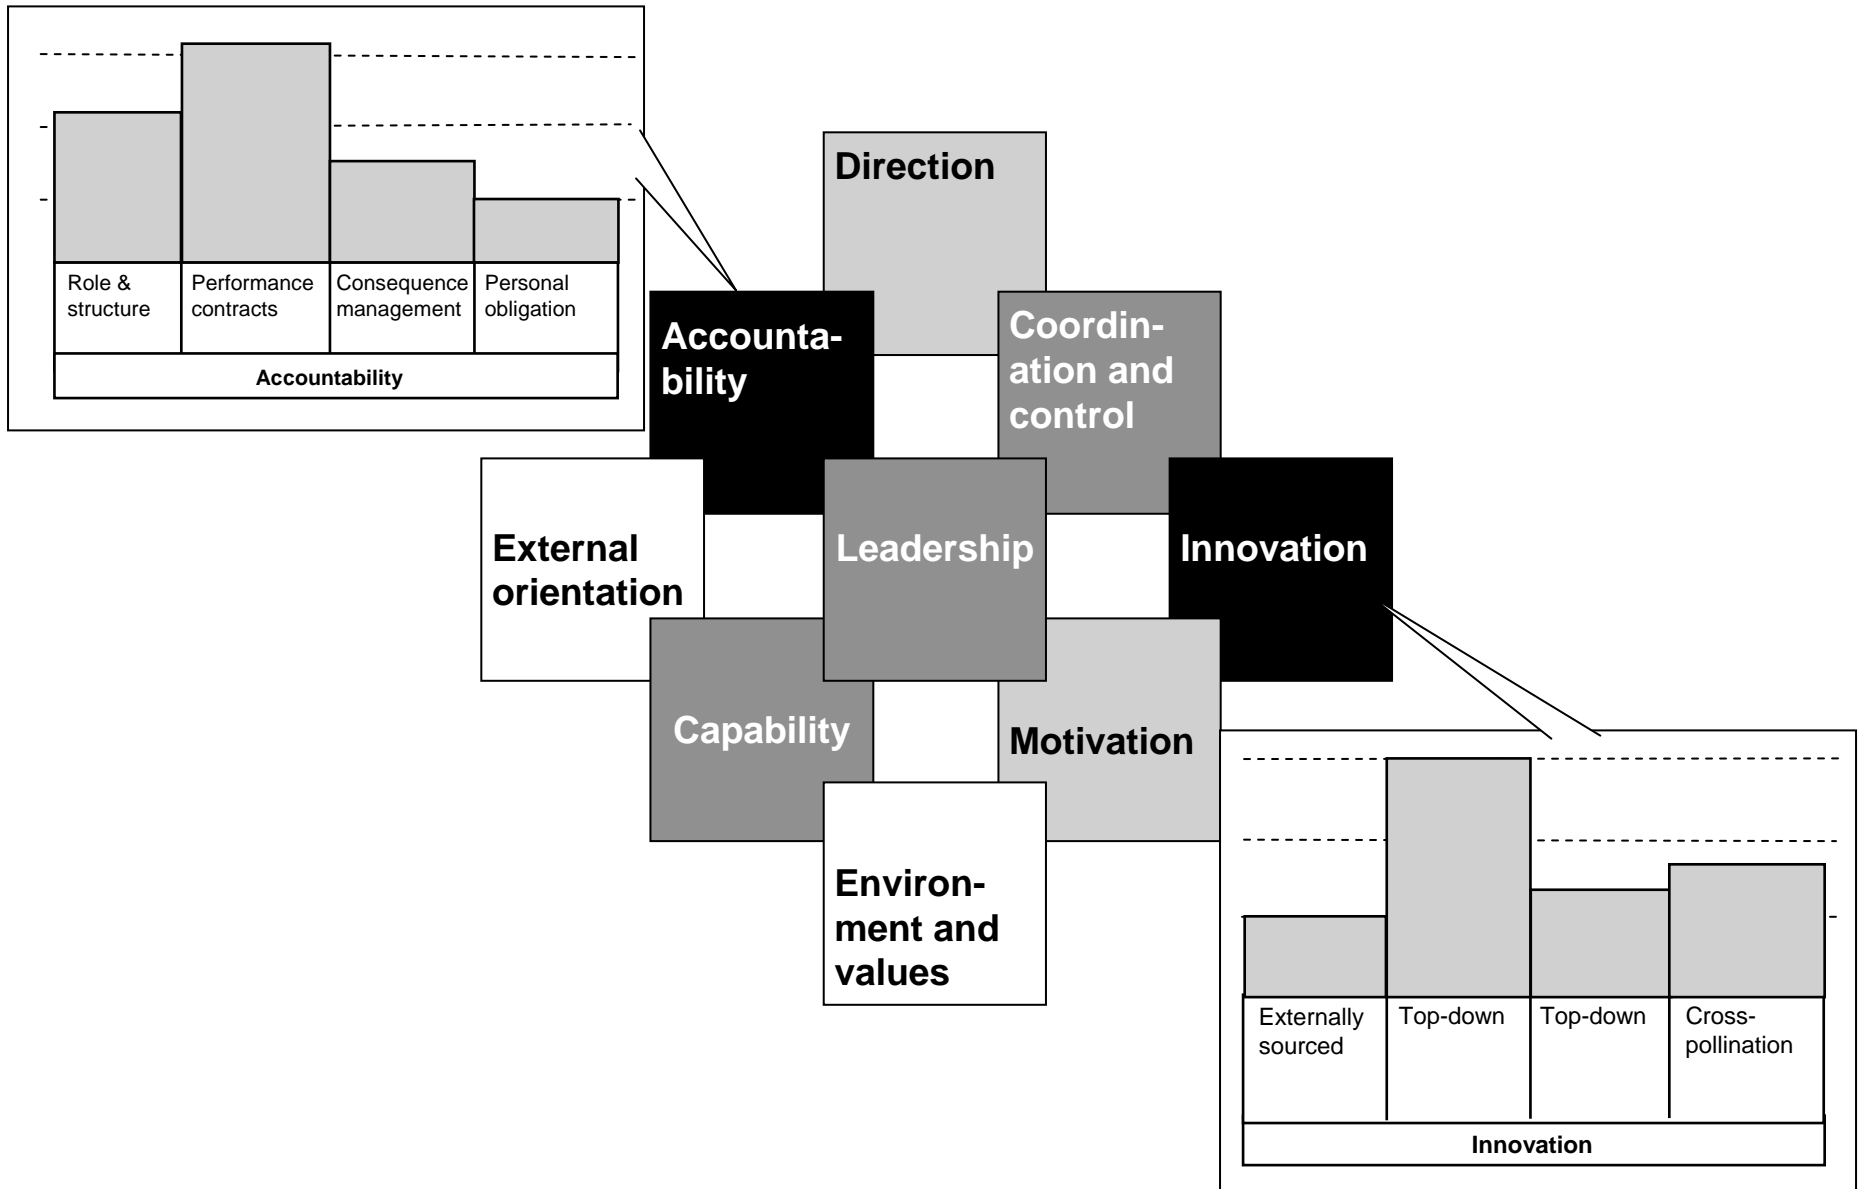 Role &
structure
Performance
contracts
Consequence
management
Personal
obligation
Accountability
Direction
Accounta-
bility
Coordin-
ation and
control
External
orientation
Leadership
Innovation
Capability
Motivation
Environ-
ment and
values
Externally
sourced
Top-down
Top-down
Cross-
pollination
Innovation